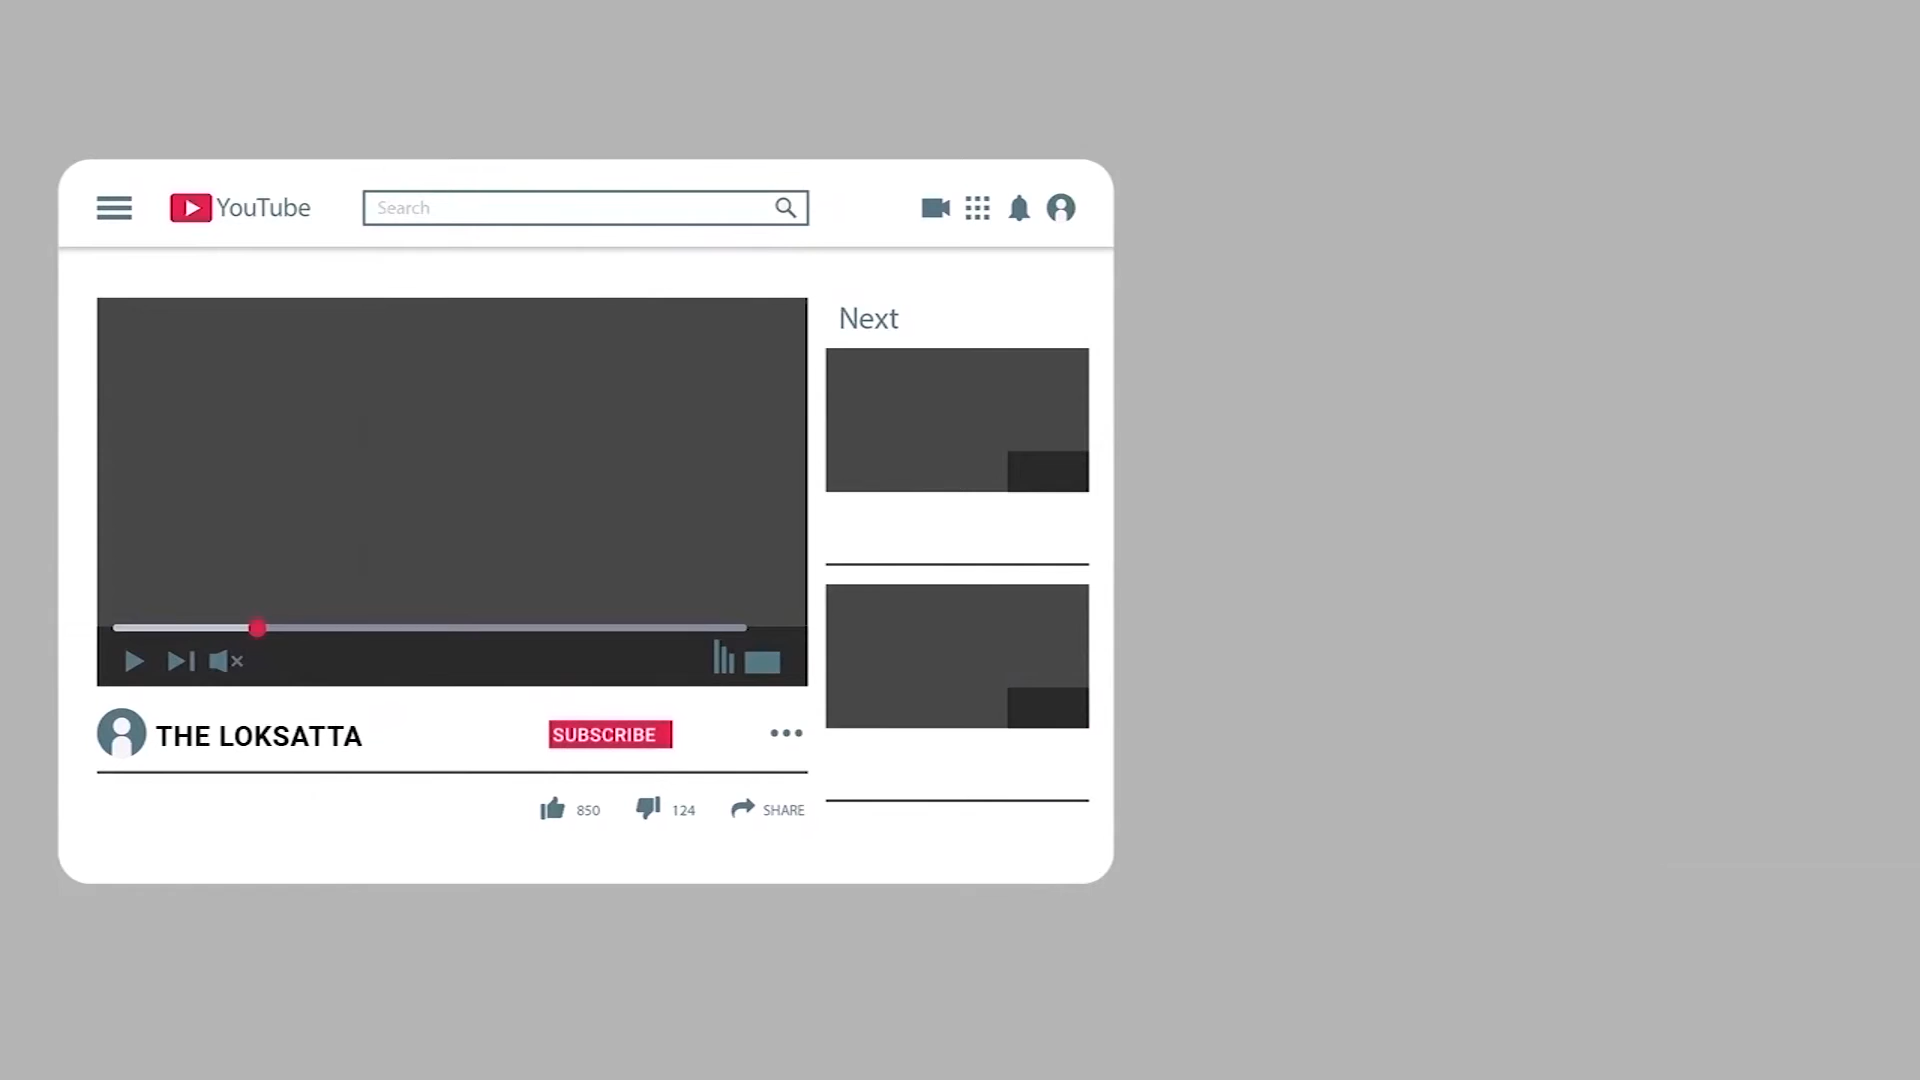 YouTube
Search
Next
THE LOKSATTA
SUBSCRIBE
850
124
SHARE